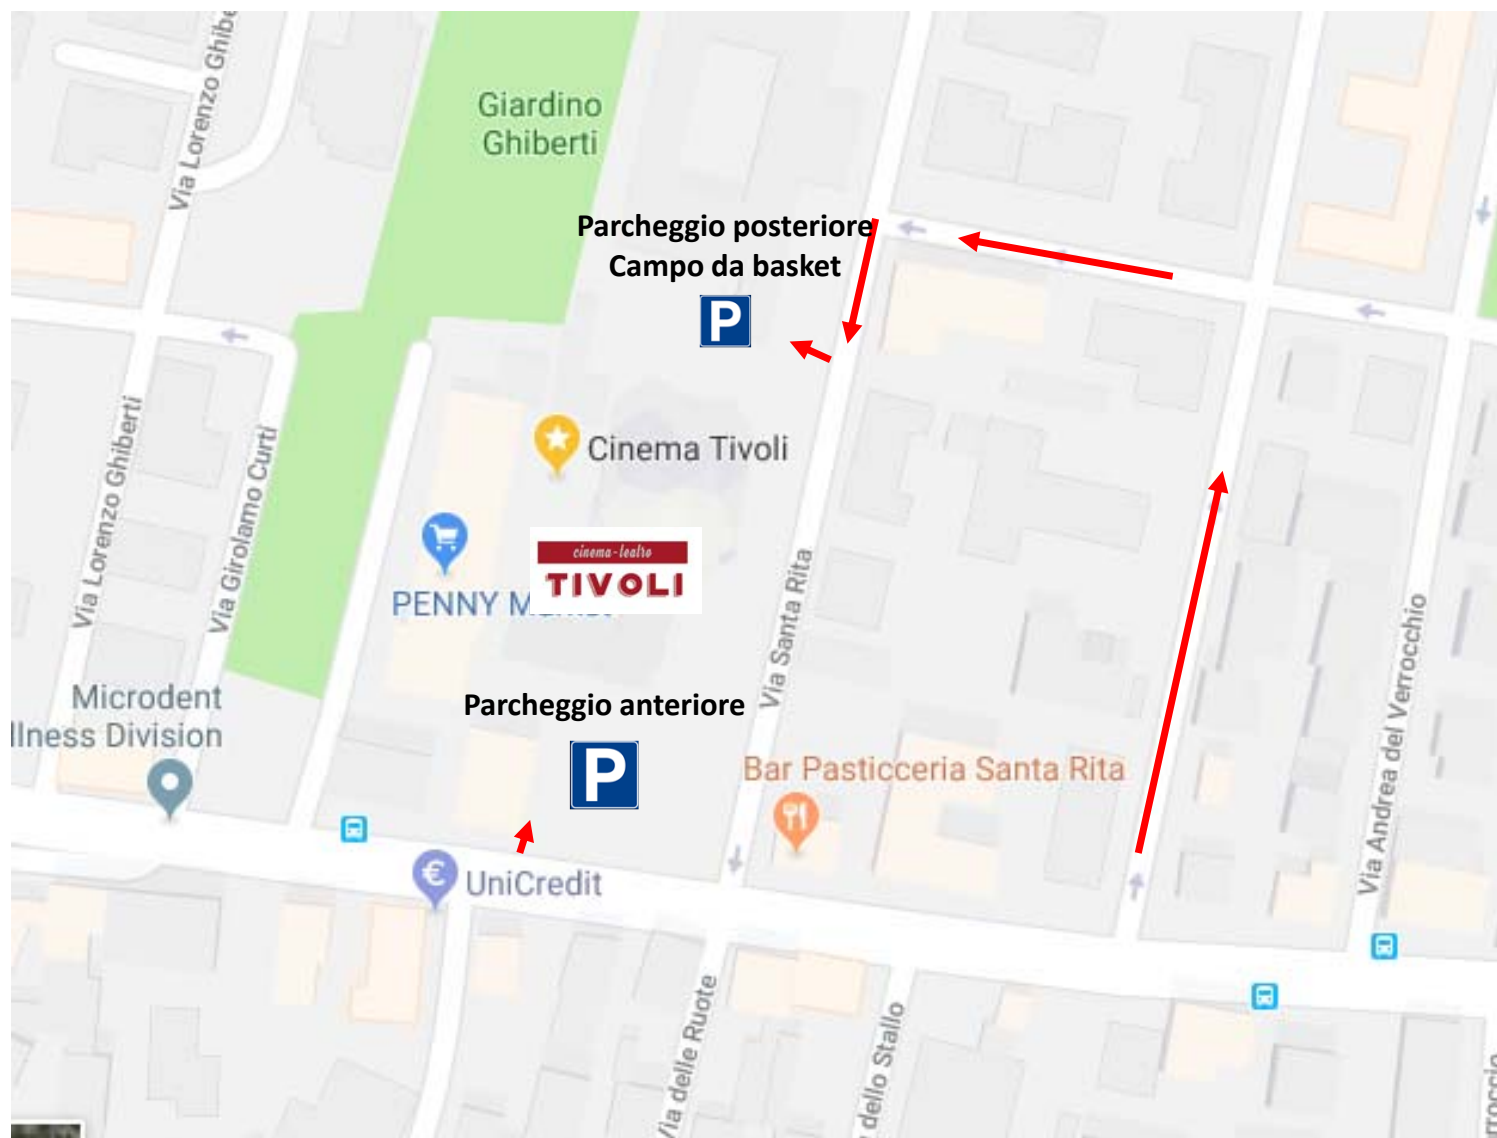 Via Lorenzo Ghibe
Giardino
Ghiberti
Parcheggio posteriore
Campo da basket
P
Cinema Tivoli
Via Lorenzo Ghiberti
Via Girolamo Curti
cinema-teatro
TIVOLI
PENNY M
Via Santa Rita
Via Andrea del Verrocchio
Microdent
llness Division
Parcheggio anteriore
P
Bar Pasticceria Santa Rita
€
UniCredit
Via delle Ruote
dello Stallo
rroccio